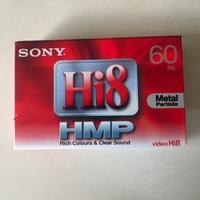 SONY
60
PAL
Hi8
Metal
Particle
HMP
Rich Colours & Clear Sound
video Hi8